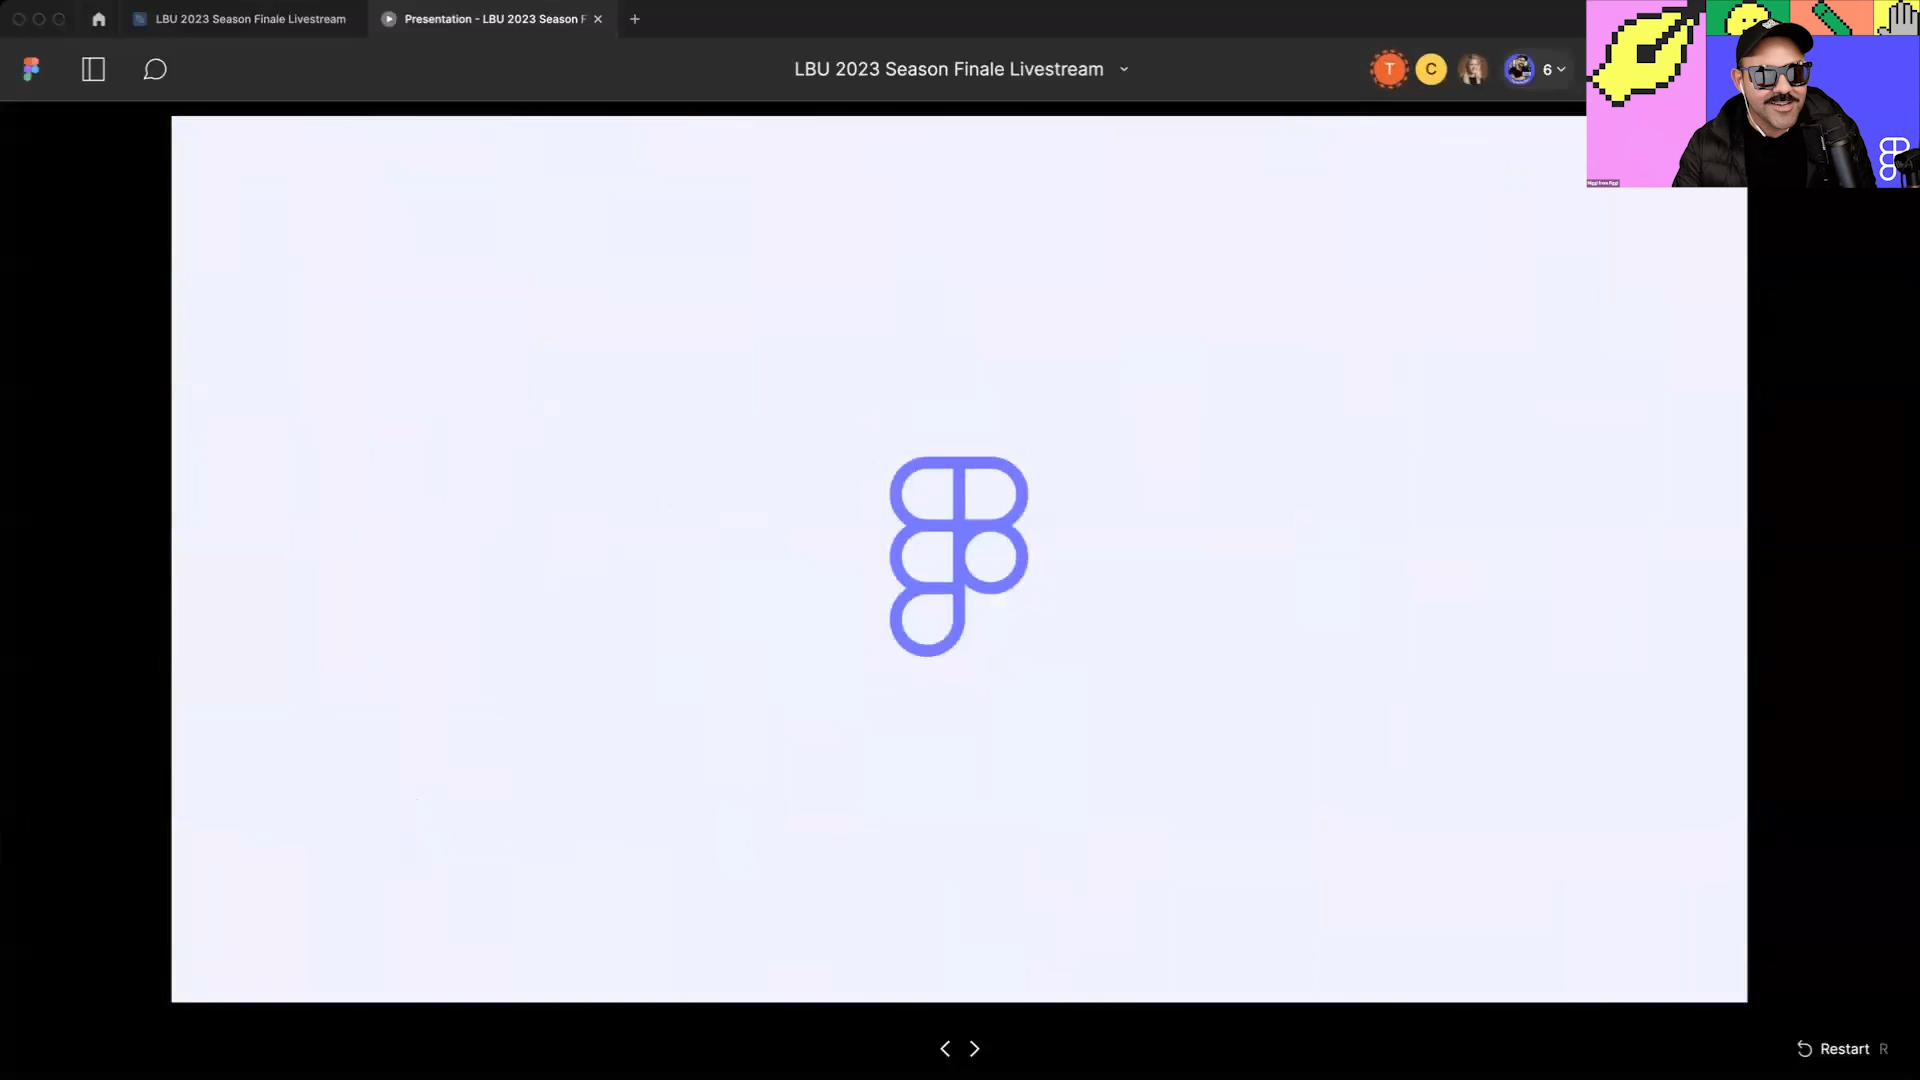 LBU 2023 Season Finale Livestream
Presentation - LBU 2023 Season F
LBU 2023 Season Finale Livestream
T
C
6
Restart R